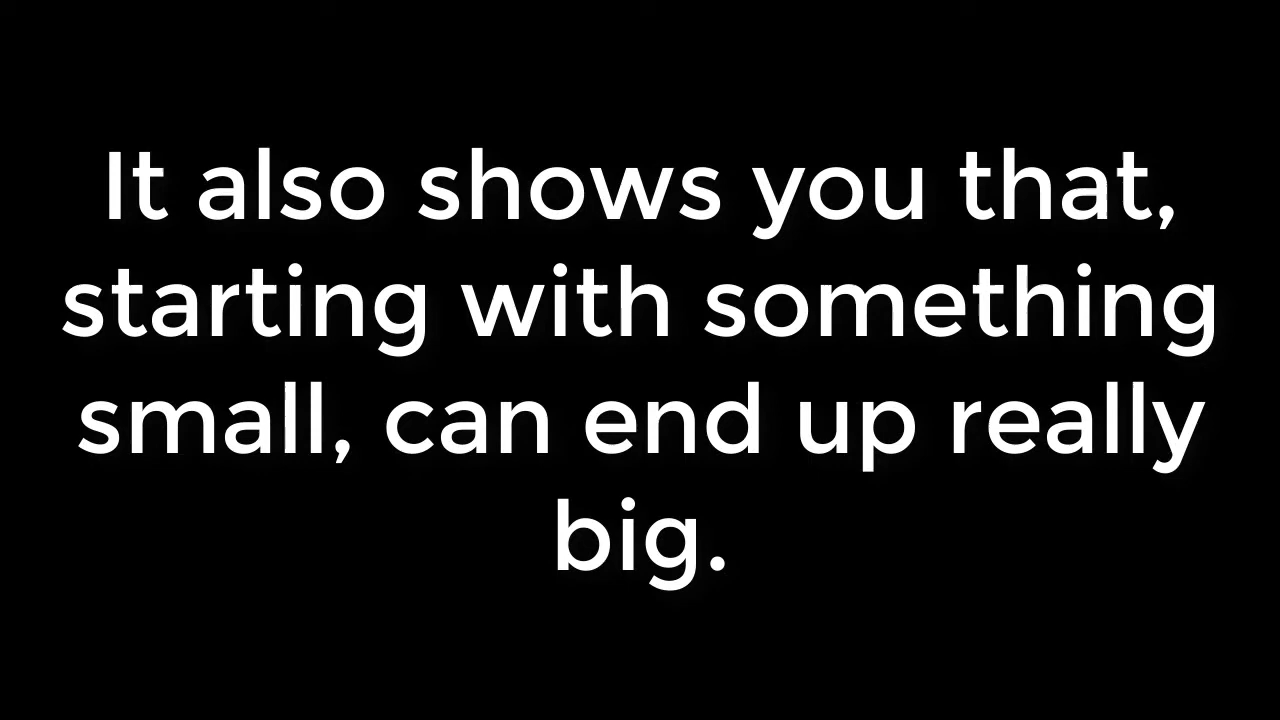 It also shows you that,
starting with something
small, can end up really
big.